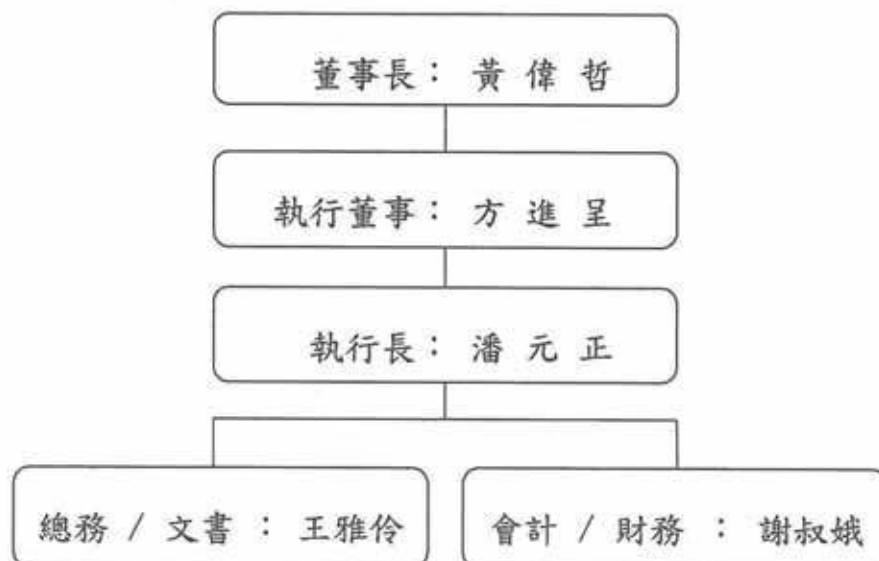 董事長： 黃 偉 哲
執行董事： 方 進 呈
執行長： 潘 元 正
總務 / 文書 ： 王雅伶
會計 / 財務 ： 謝叔娥